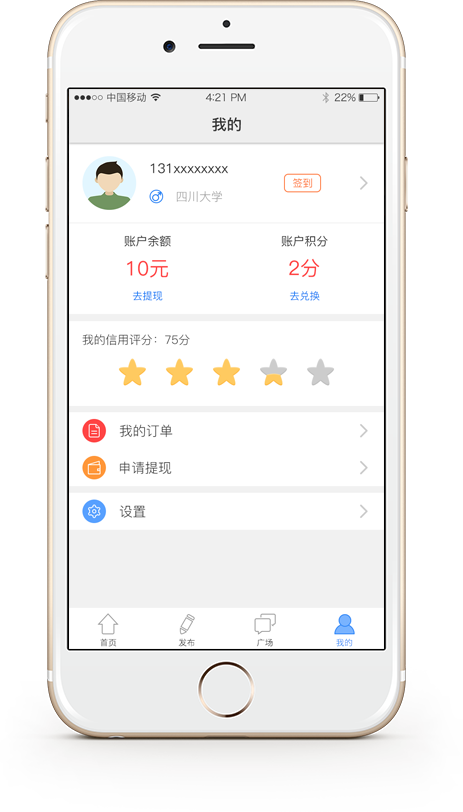 中国移动 4:21 PM 22%
我的
131xxxxxxxx
四川大学
签到
账户余额 账户积分
10元 2分
去提现 去兑换
我的信用评分：75分
我的订单
申请提现
设置
首页 发布 广场 我的